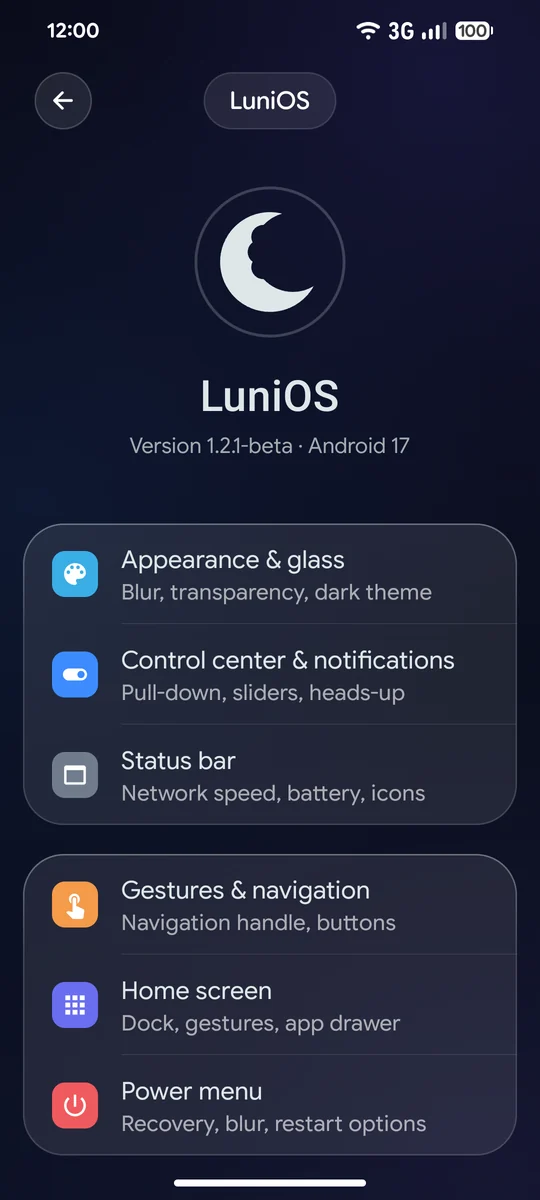 12:00
3G
100
LuniOS
LuniOS
Version 1.2.1-beta · Android 17
Appearance & glass
Blur, transparency, dark theme
Control center & notifications
Pull-down, sliders, heads-up
Status bar
Network speed, battery, icons
Gestures & navigation
Navigation handle, buttons
Home screen
Dock, gestures, app drawer
Power menu
Recovery, blur, restart options